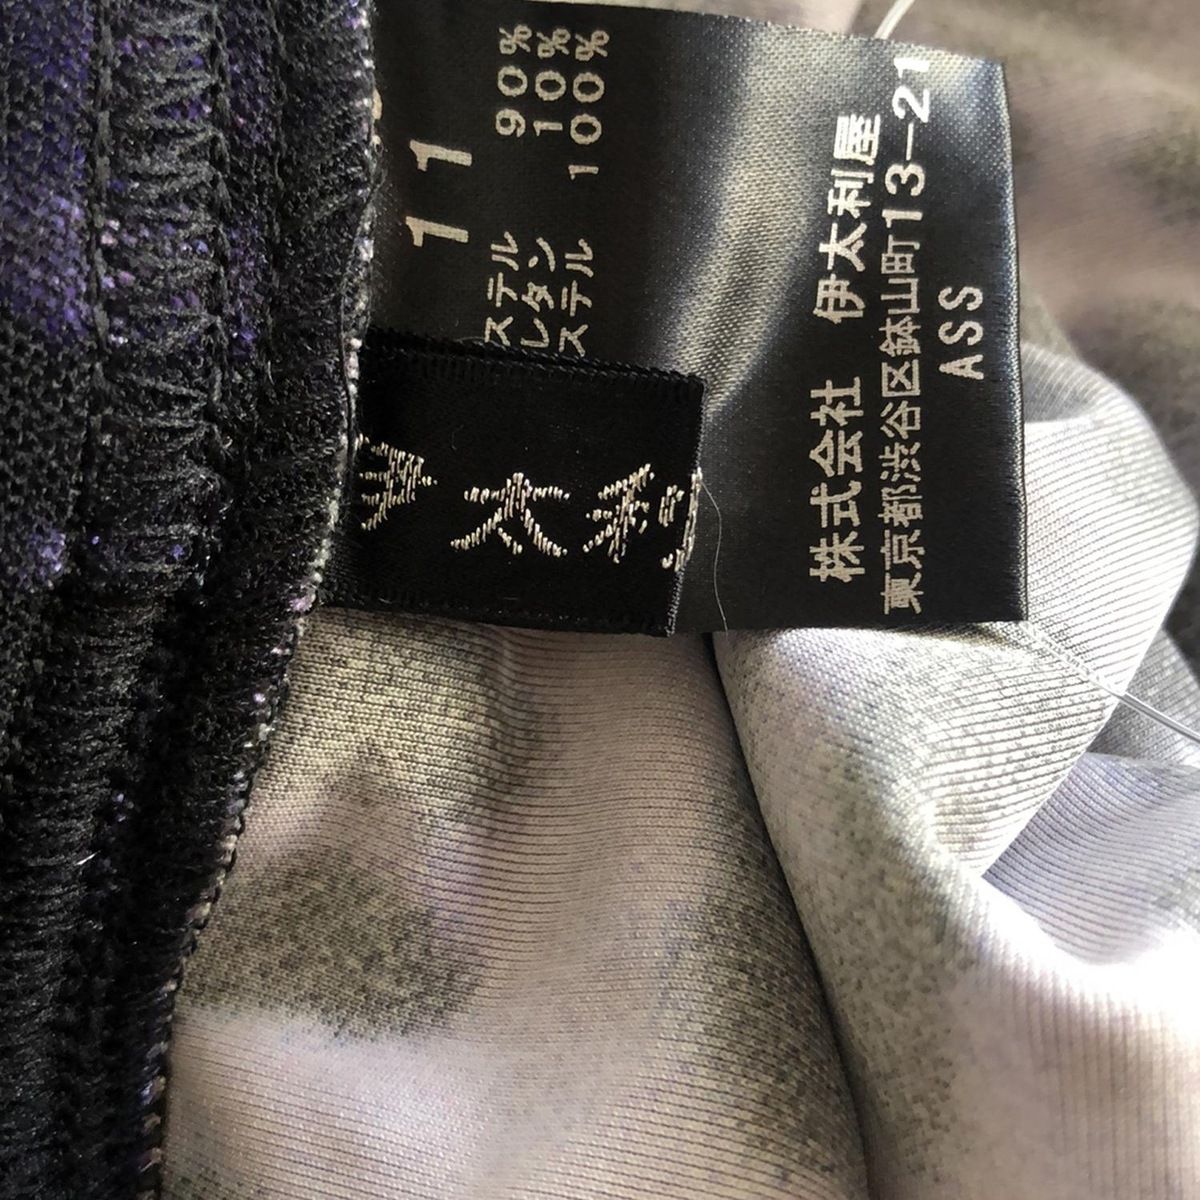 11
ステル 90%
レタン 10%
ステル 100%
株式会社 伊太利屋
東京都渋谷区鉢山町13-21
ASS
伊太利